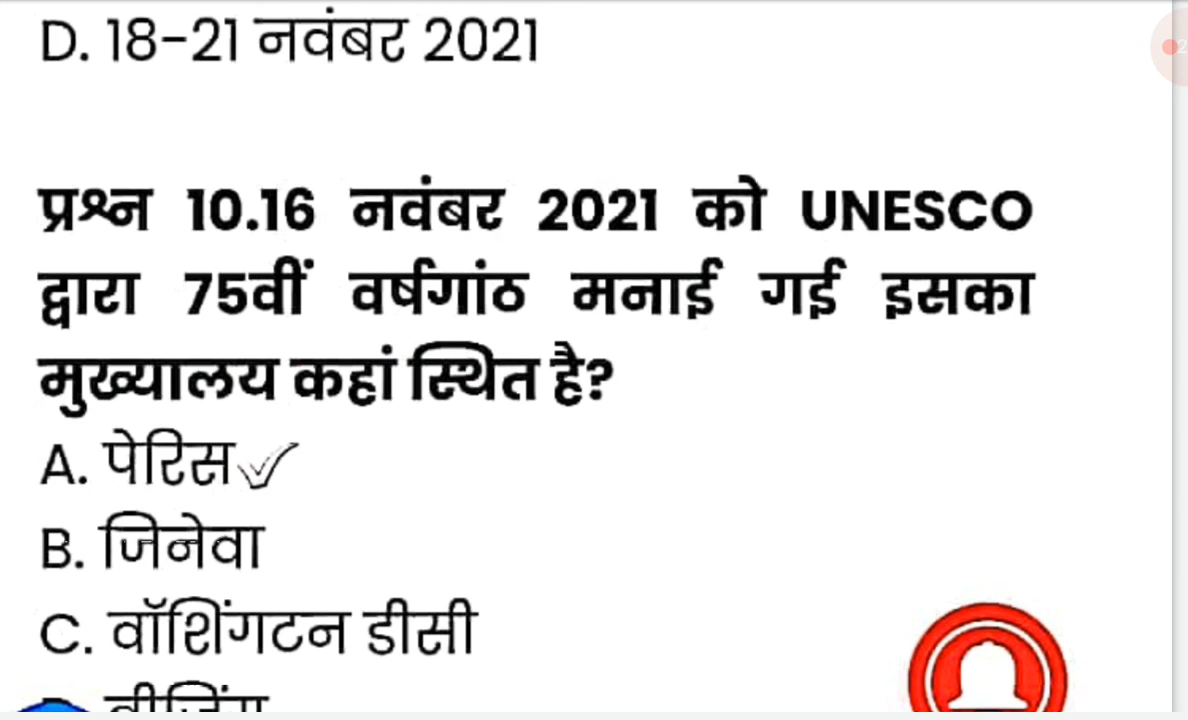 D. 18-21 नवंबर 2021
प्रश्न 10.16 नवंबर 2021 को UNESCO
द्वारा 75वीं वर्षगांठ मनाई गई इसका
मुख्यालय कहां स्थित है?
A. पेरिस
B. जिनेवा
C. वॉशिंगटन डीसी